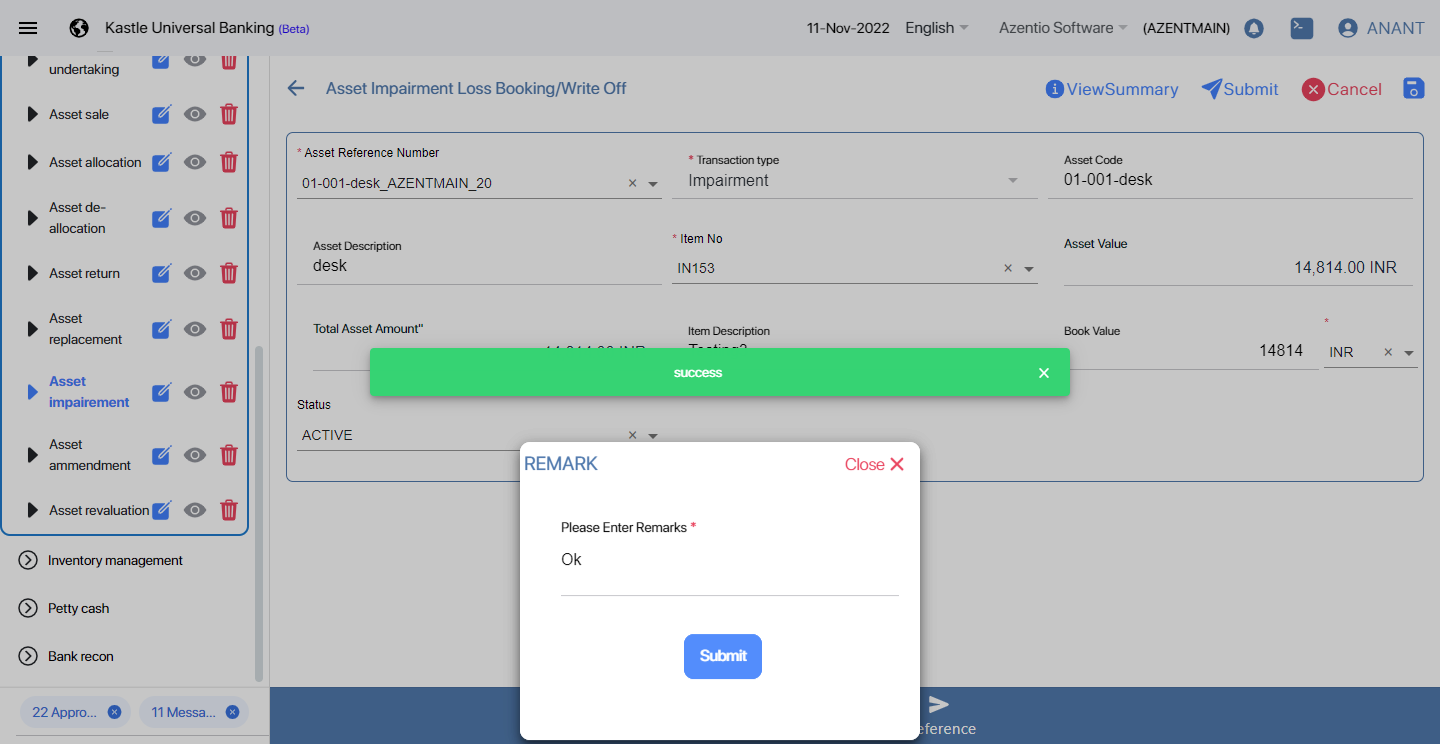 Kastle Universal Banking (Beta)
11-Nov-2022
English
Azentio Software
(AZENTMAIN)
ANANT
undertaking
Asset sale
Asset allocation
Asset de-
allocation
Asset return
Asset
replacement
Asset
impairement
Asset
ammendment
Asset revaluation
Inventory management
Petty cash
Bank recon
22 Appro...
11 Messa...
Asset Impairment Loss Booking/Write Off
ViewSummary
Submit
Cancel
* Asset Reference Number
01-001-desk_AZENTMAIN_20
* Transaction type
Impairment
Asset Code
01-001-desk
Asset Description
desk
* Item No
IN153
Asset Value
14,814.00 INR
Total Asset Amount"
Item Description
Book Value
14814
*
INR
success
Status
ACTIVE
REMARK
Close
Please Enter Remarks *
Ok
Submit